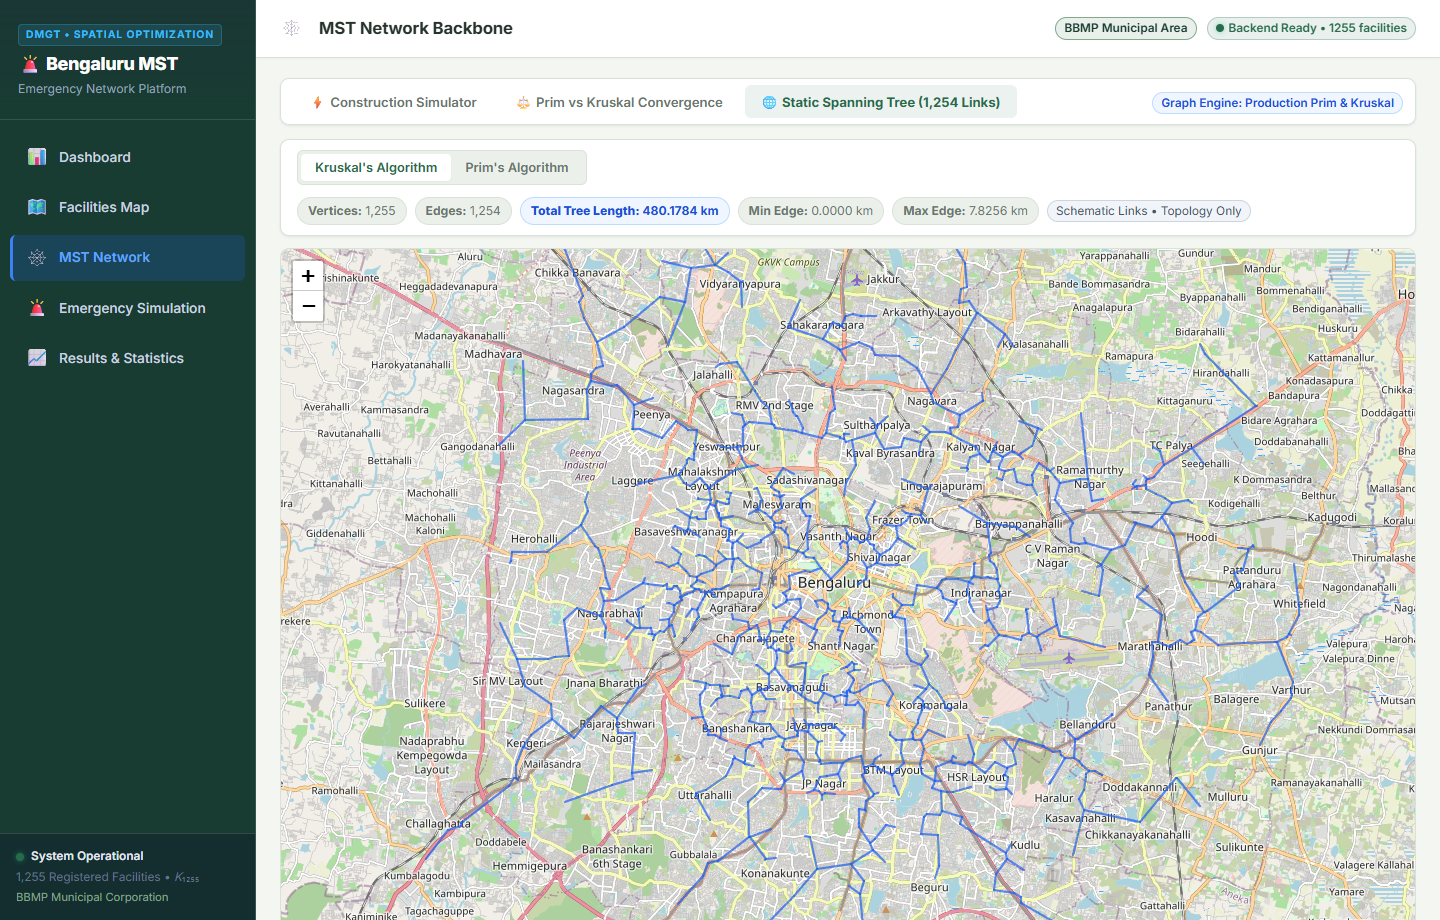 DMGT • SPATIAL OPTIMIZATION
Bengaluru MST
Emergency Network Platform
Dashboard
Facilities Map
MST Network
Emergency Simulation
Results & Statistics
System Operational
1,255 Registered Facilities • K₁₂₅₅
BBMP Municipal Corporation
MST Network Backbone
BBMP Municipal Area
Backend Ready • 1255 facilities
Construction Simulator
Prim vs Kruskal Convergence
Static Spanning Tree (1,254 Links)
Graph Engine: Production Prim & Kruskal
Kruskal's Algorithm
Prim's Algorithm
Vertices: 1,255
Edges: 1,254
Total Tree Length: 480.1784 km
Min Edge: 0.0000 km
Max Edge: 7.8256 km
Schematic Links • Topology Only
+
−
Aluru
Chikka Banavara
GKVK Campus
Yarappanahalli
Gundur
Mandur
Heggadadevanapura
Vidyaranyapura
Jakkur
Bande Bommasandra
Bommenahalli
Byappanahalli
Bendiganahalli
Anagalapura
Arkavathy Layout
Sahakaranagara
Huskuru
Madanayakanahalli
Bidarahalli
Kyalasanahalli
Madhavara
Ramapura
Kattamanallur
Harokyatanahalli
Jalahalli
Hirandahalli
Konadasapura
Nagasandra
Chikka
Bandapura
Averahalli
Kammasandra
RMV 2nd Stage
Nagavara
Kittaganuru
Peenya
Doddagatti
Bidare Agrahara
Sulthanpalya
Ravutanahalli
Gangodanahalli
Yeswanthpur
Kaval Byrasandra
Kalyan Nagar
TC Palya
Doddabanahalli
Peenya
Industrial
Area
Bettahalli
Seegehalli
Mahalakshmi
Layout
Ramamurthy
Nagar
Laggere
Sadashivanagar
Kittanahalli
K Dommasandra
Machohalli
Lingarajapuram
Belthur
Malleswaram
Kodigehalli
Machohalli
Kaloni
Frazer Town
Baiyyappanahalli
Kadugodi
Giddenahalli
Basaveshwaranagar
Herohalli
Vasanth Nagar
Hoodi
Shivajinagar
C V Raman
Nagar
Pattanduru
Agrahara
Bengaluru
Nagondanahalli
Kempapura
Agrahara
Indiranagar
Whitefield
Nagarabhavi
Richmond
Town
rekere
Chamarajapete
Shanti Nagar
Marathahalli
Valepura
Valepura Dinne
Sir MV Layout
Jnana Bharathi
Basavanagudi
Varthur
Sulikere
Koramangala
Balagere
Panathur
Rajarajeshwari
Nagar
Banashankari
Jayanagar
Bellanduru
Nekkundi Dommasan
Nadaprabhu
Kempegowda
Layout
Kengeri
Gunjur
Mailasandra
BTM Layout
HSR Layout
JP Nagar
Doddakannalli
Ramanayakanahalli
Ramohalli
Uttarahalli
Haralur
Mulluru
Challaghatta
Kasavanahalli
Chikkanayakanahalli
Doddabele
Kudlu
Sulikunte
Banashankari
6th Stage
Gubbalala
Hemmigepura
Valagere Kallahal
Kumbalagodu
Konanakunte
Beguru
Kambipura
Anekal
Yamare
Tagachaguppe
Gattahalli
Kaniminike